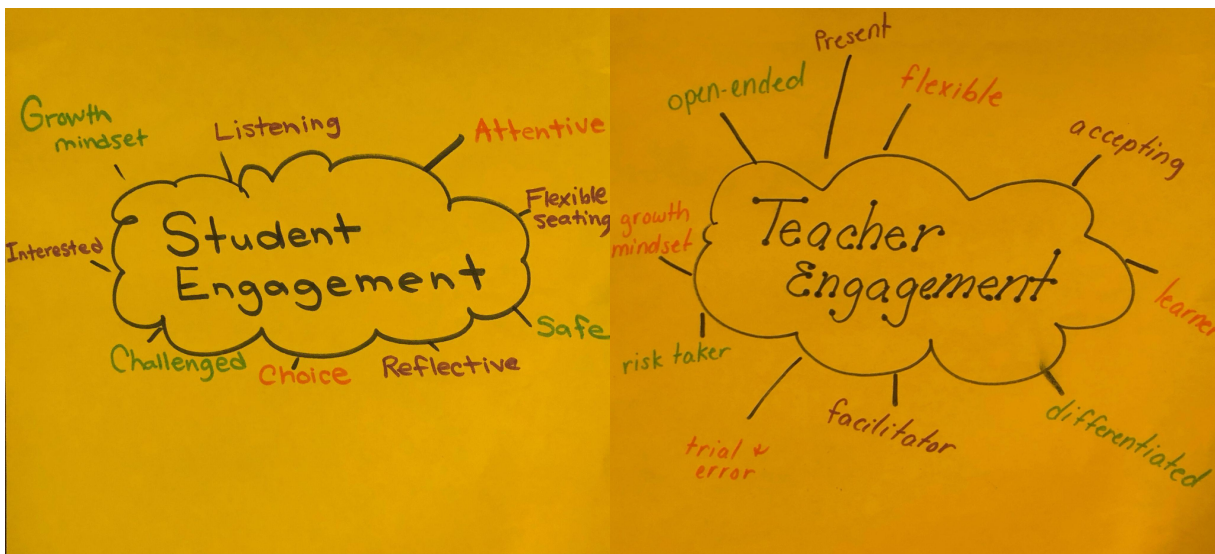 Growth
mindset
Listening
Attentive
Flexible
seating
Interested
Student
Engagement
Safe
Challenged
Choice
Reflective
Present
open-ended
flexible
accepting
growth
mindset
Teacher
Engagement
learner
risk taker
differentiated
facilitator
trial &
error